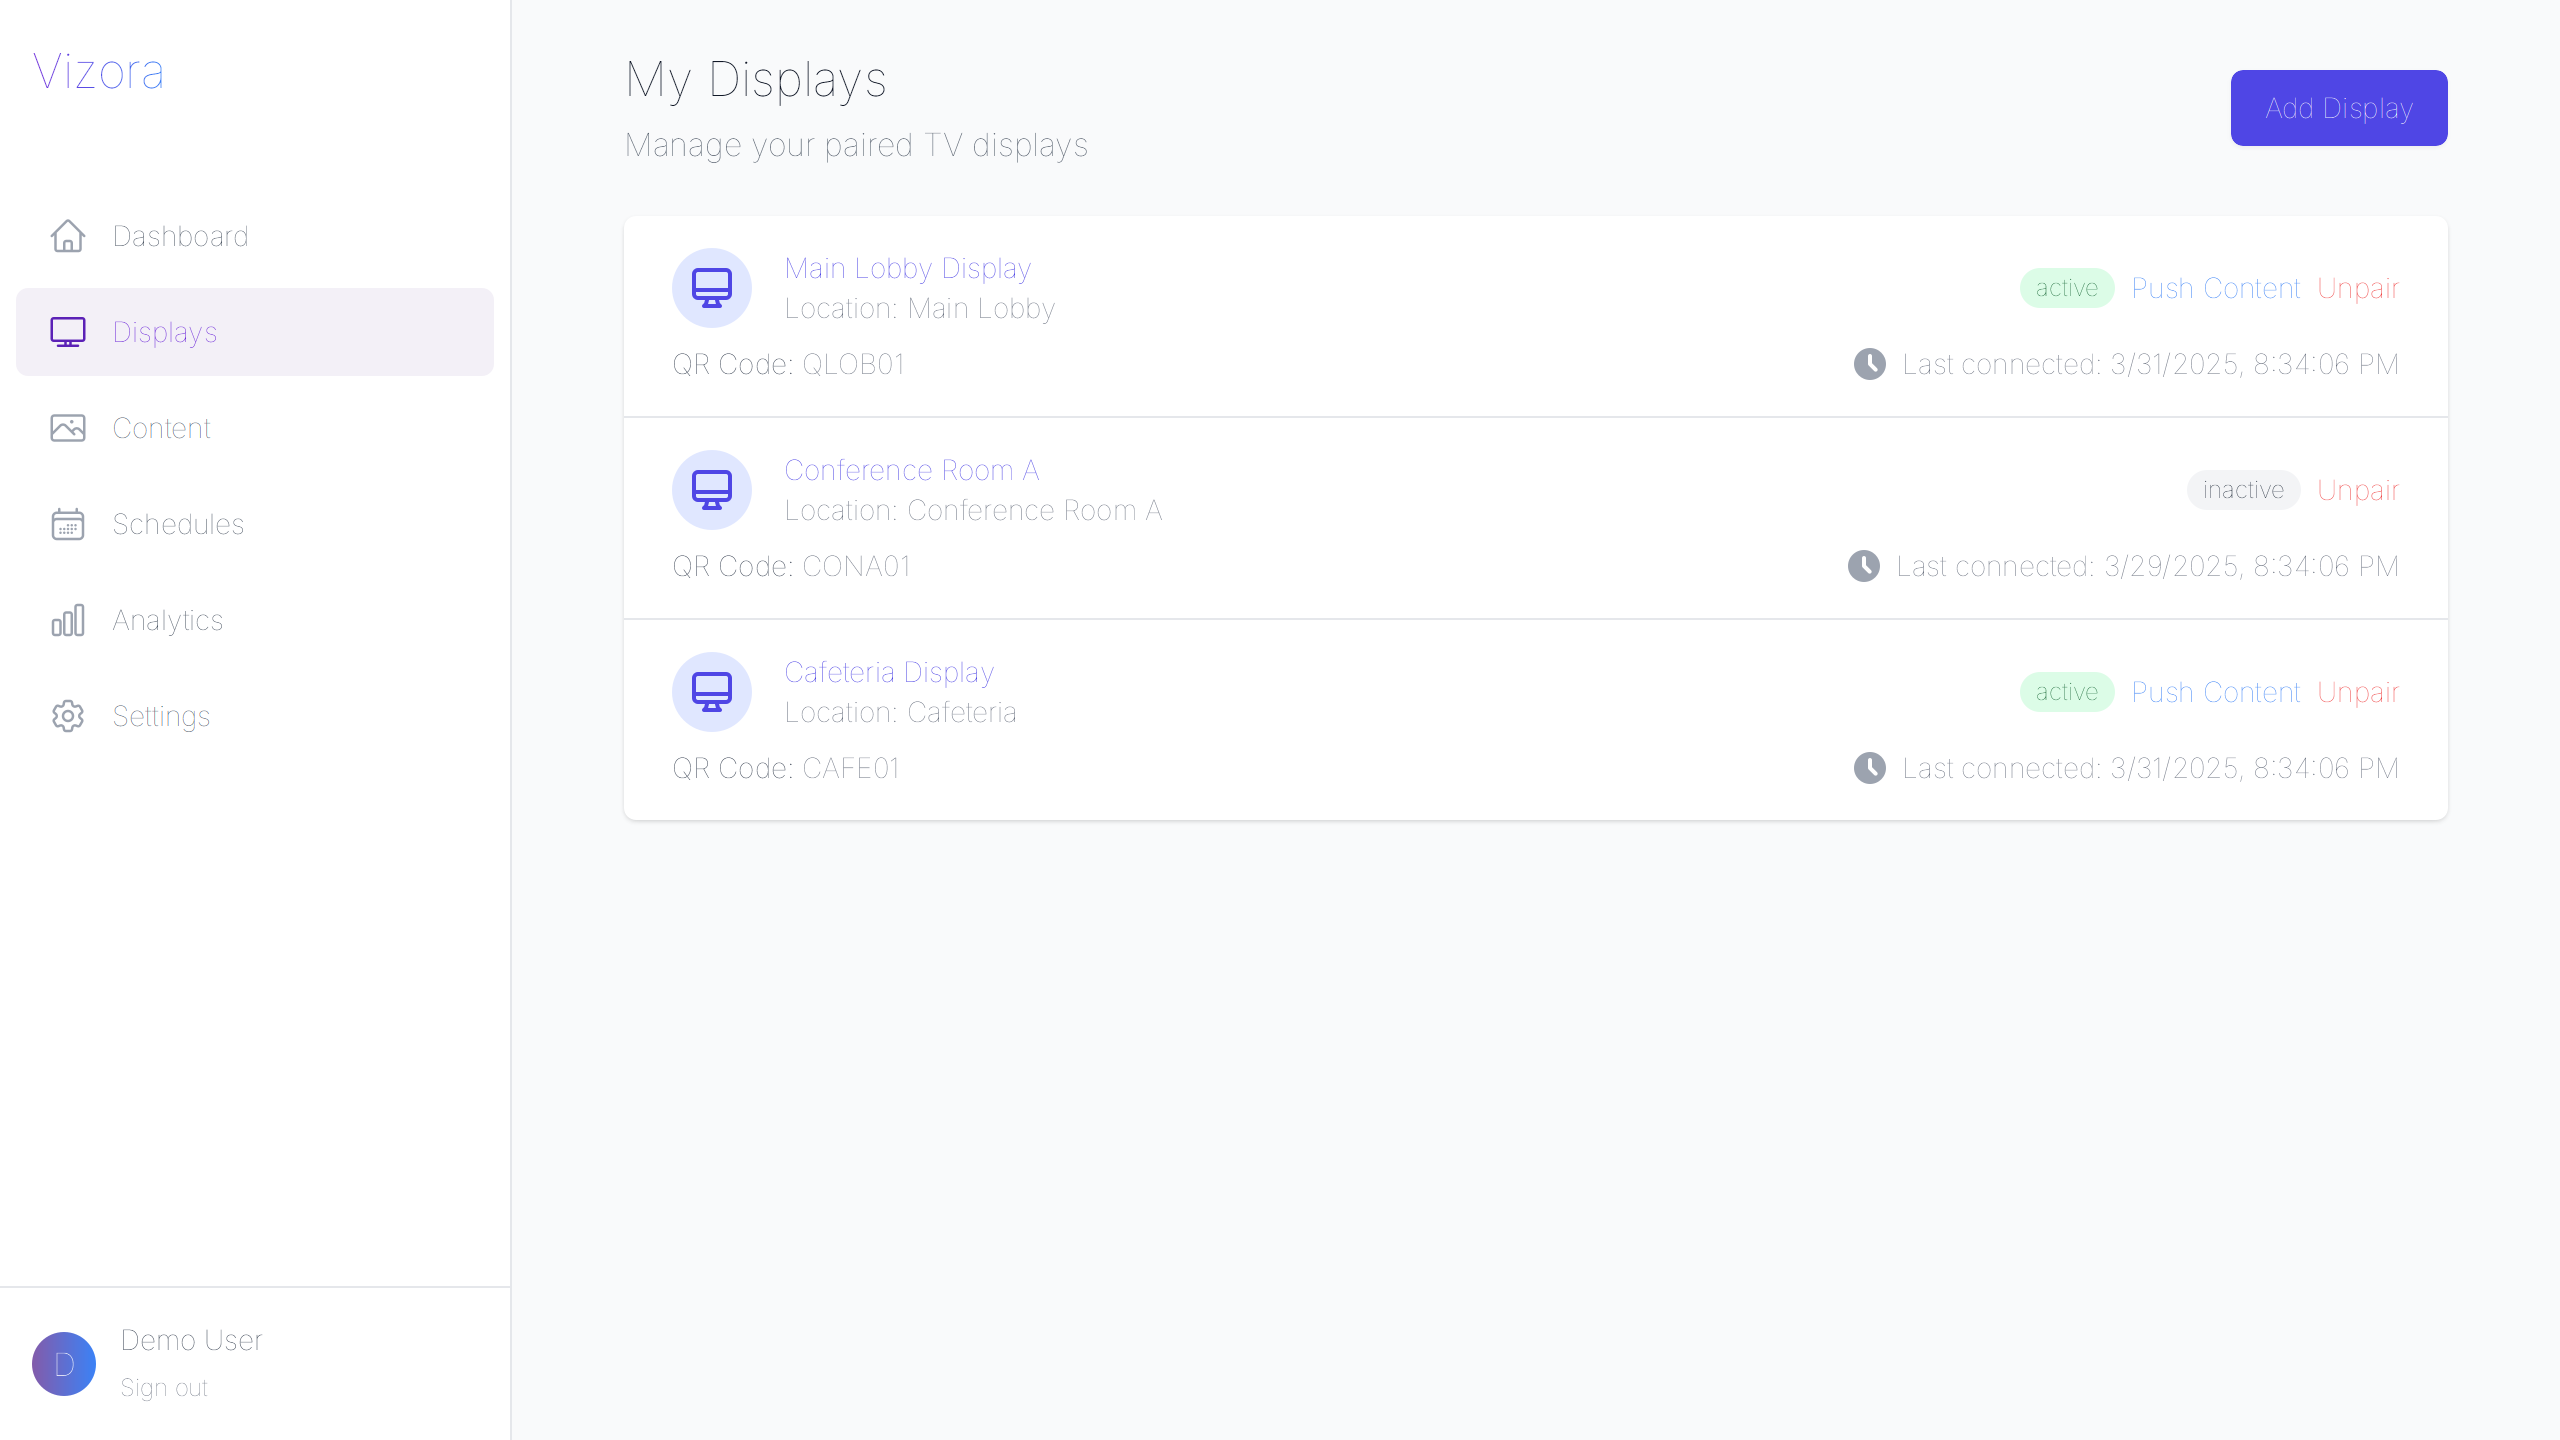 Vizora
Dashboard
Displays
Content
Schedules
Analytics
Settings
Demo User
D
Sign out
My Displays
Manage your paired TV displays
Add Display
Main Lobby Display
Location: Main Lobby
active Push Content Unpair
QR Code: QLOB01
Last connected: 3/31/2025, 8:34:06 PM
Conference Room A
Location: Conference Room A
inactive Unpair
QR Code: CONA01
Last connected: 3/29/2025, 8:34:06 PM
Cafeteria Display
Location: Cafeteria
active Push Content Unpair
QR Code: CAFE01
Last connected: 3/31/2025, 8:34:06 PM